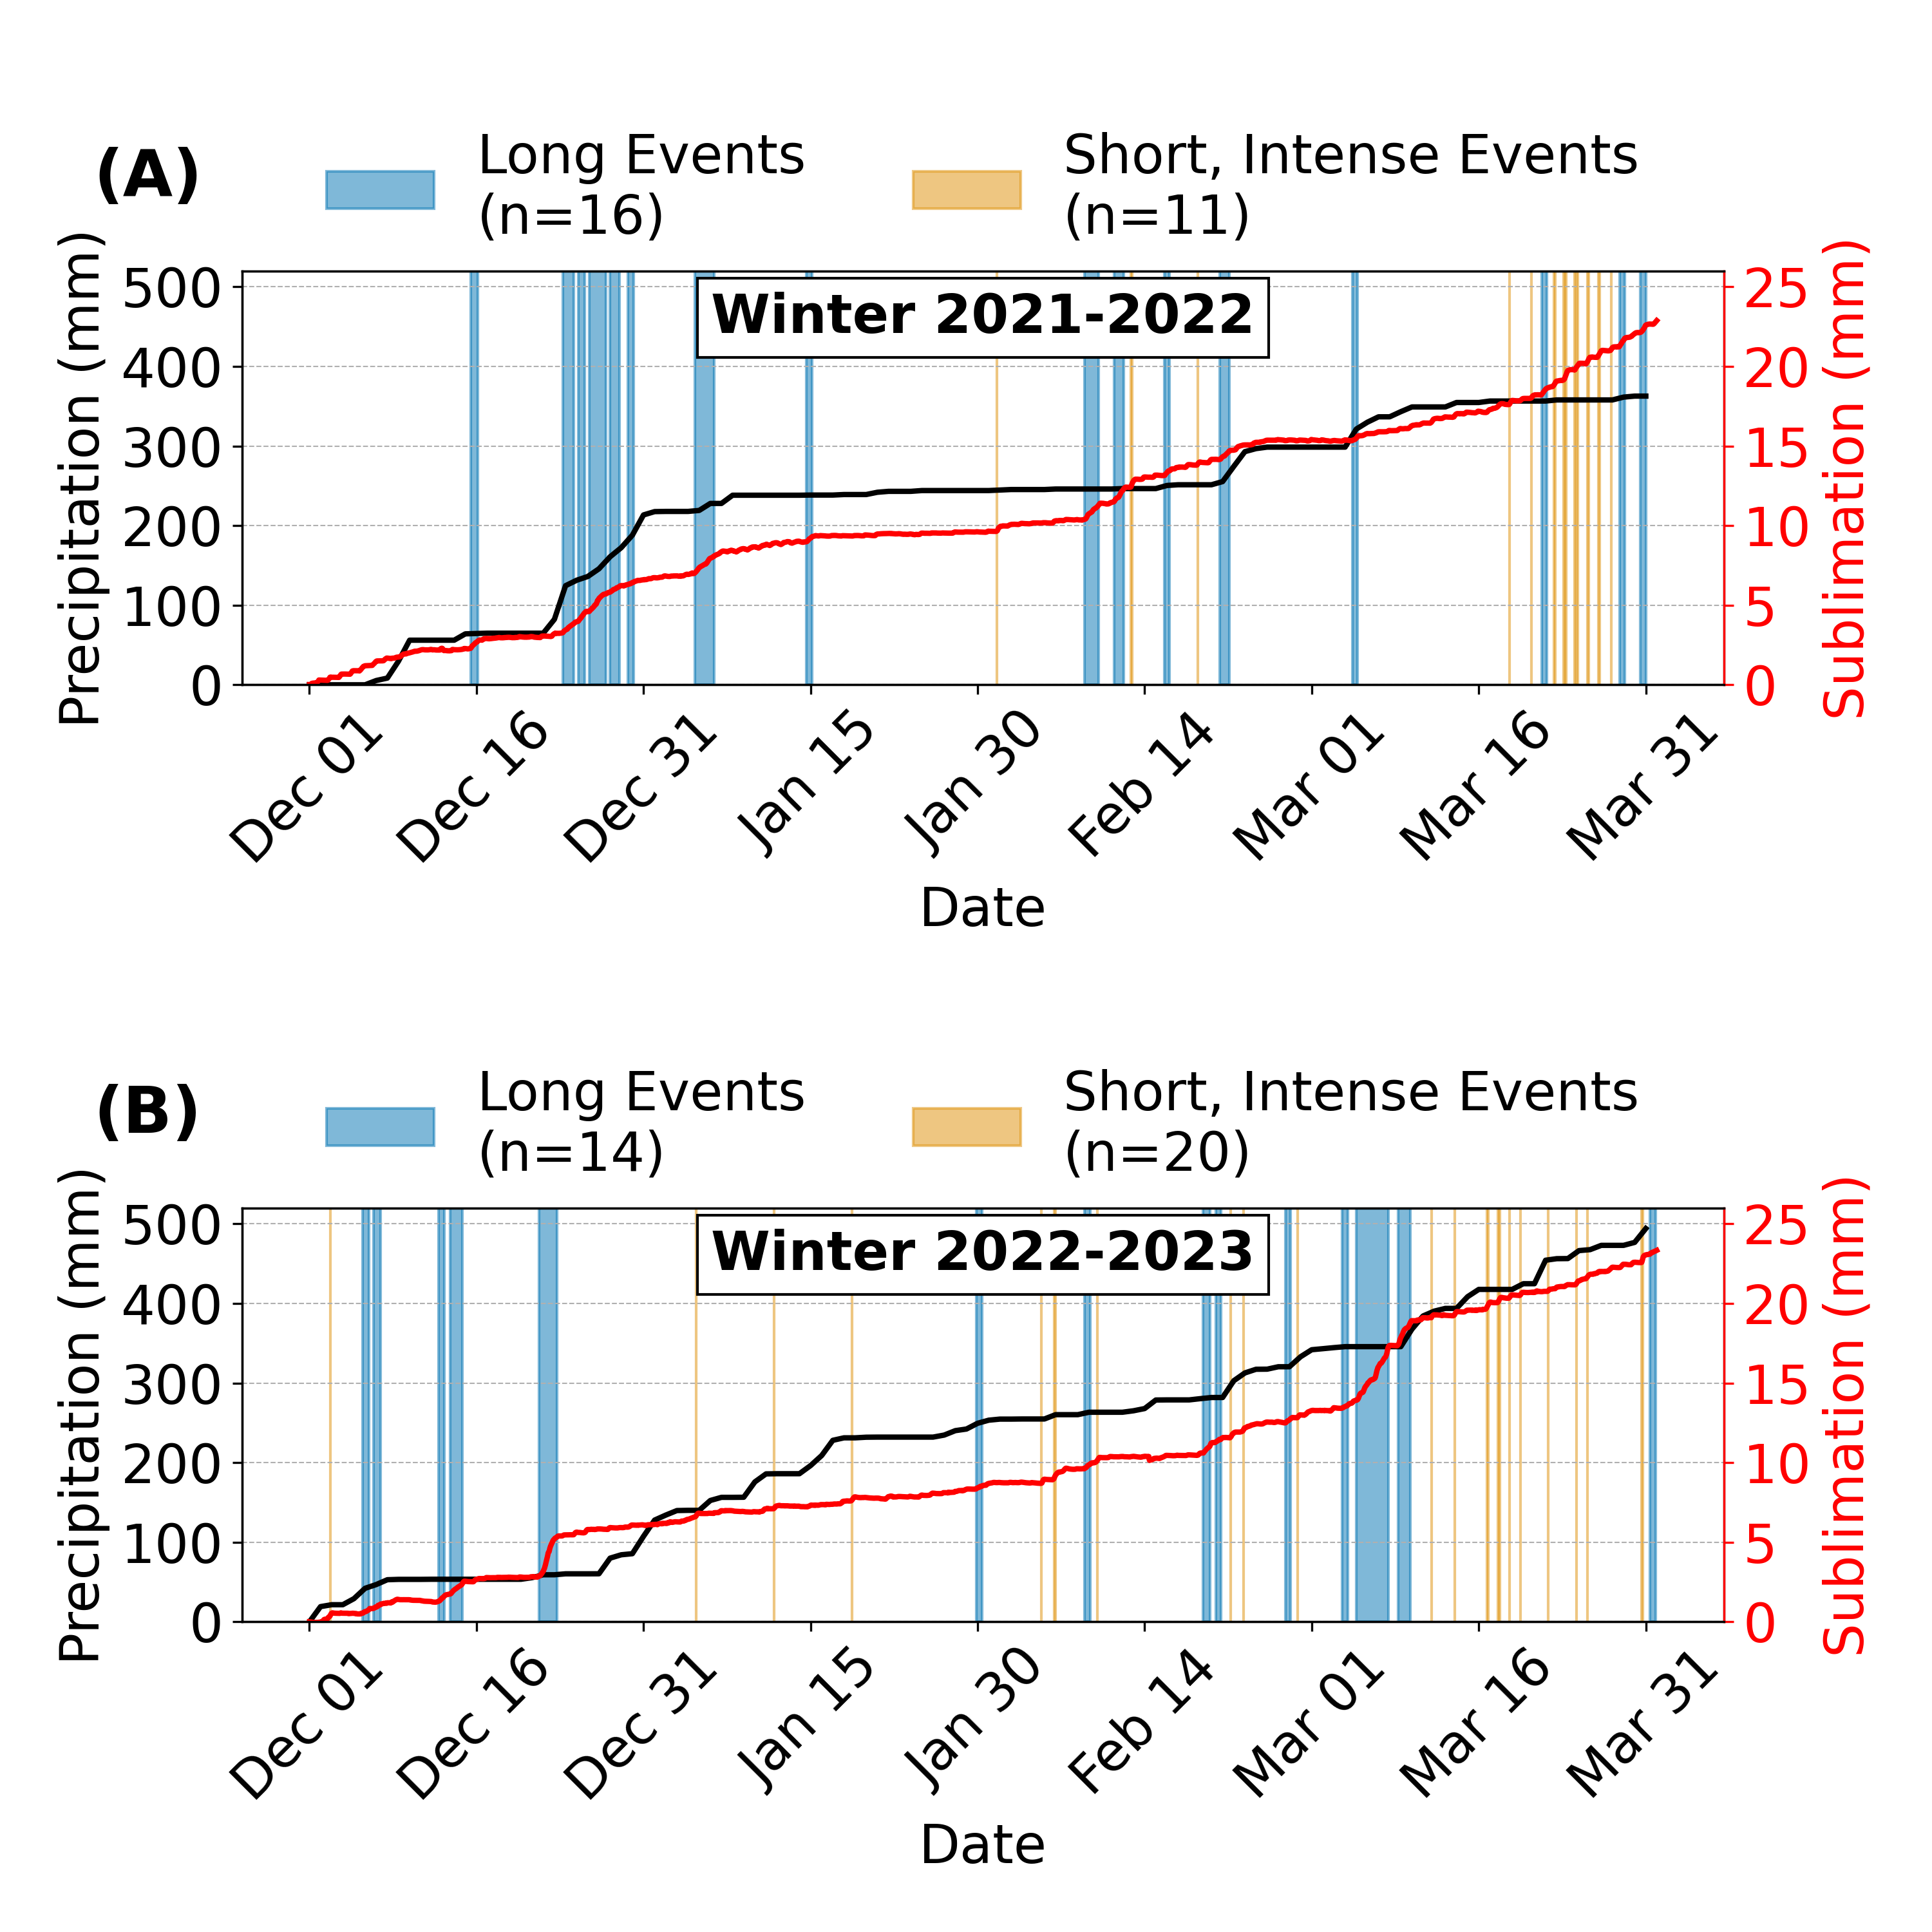 (A)
Long Events
(n=16)
Short, Intense Events
(n=11)
Precipitation (mm)
500
400
300
200
100
0
Winter 2021-2022
25
20
15
10
5
0
Sublimation (mm)
Dec 01
Dec 16
Dec 31
Jan 15
Jan 30
Feb 14
Mar 01
Mar 16
Mar 31
Date
(B)
Long Events
(n=14)
Short, Intense Events
(n=20)
Precipitation (mm)
500
400
300
200
100
0
Winter 2022-2023
25
20
15
10
5
0
Sublimation (mm)
Dec 01
Dec 16
Dec 31
Jan 15
Jan 30
Feb 14
Mar 01
Mar 16
Mar 31
Date